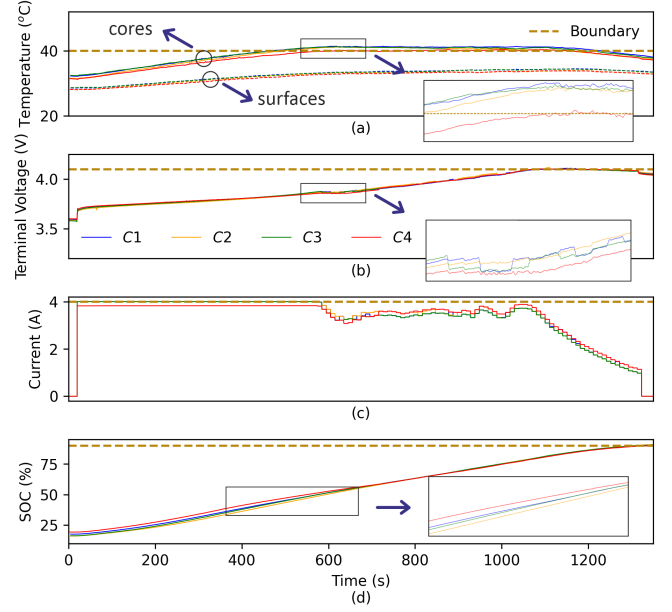 Temperature (°C)
40
20
cores
surfaces
Boundary
(a)
Terminal Voltage (V)
4.0
3.5
C1
C2
C3
C4
(b)
Current (A)
4
2
0
(c)
SOC (%)
75
50
25
0
200
400
600
800
1000
1200
Time (s)
(d)